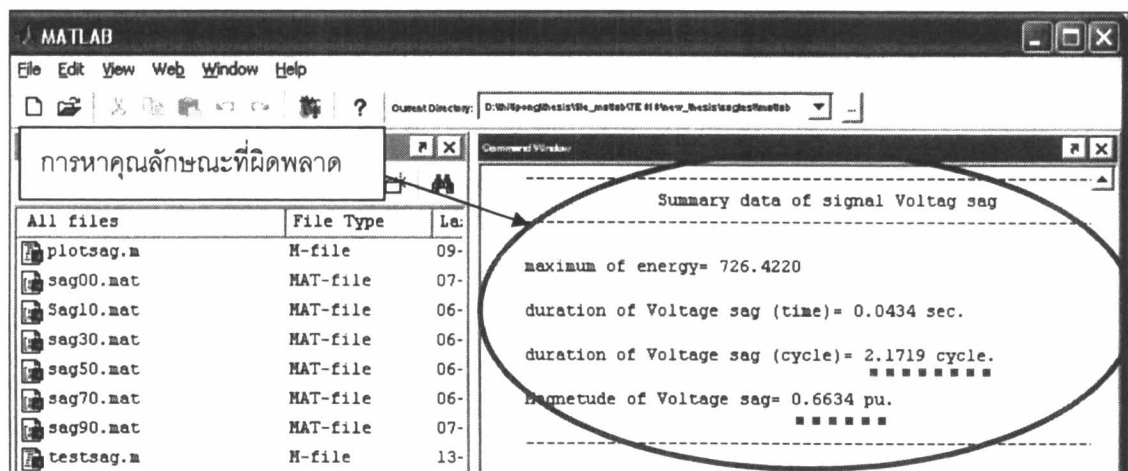 MATLAB
File Edit View Web Window Help
? Current Directory:
การหาคุณลักษณะที่ผิดพลาด
Command Window
All files File Type La:
plotsag.m M-file 09-
sag00.mat MAT-file 07-
Sag10.mat MAT-file 06-
sag30.mat MAT-file 06-
sag50.mat MAT-file 06-
sag70.mat MAT-file 06-
sag90.mat MAT-file 07-
testsag.m M-file 13-
Summary data of signal Voltag sag
maximum of energy= 726.4220
duration of Voltage sag (time)= 0.0434 sec.
duration of Voltage sag (cycle)= 2.1719 cycle.
Magnetude of Voltage sag= 0.6634 pu.